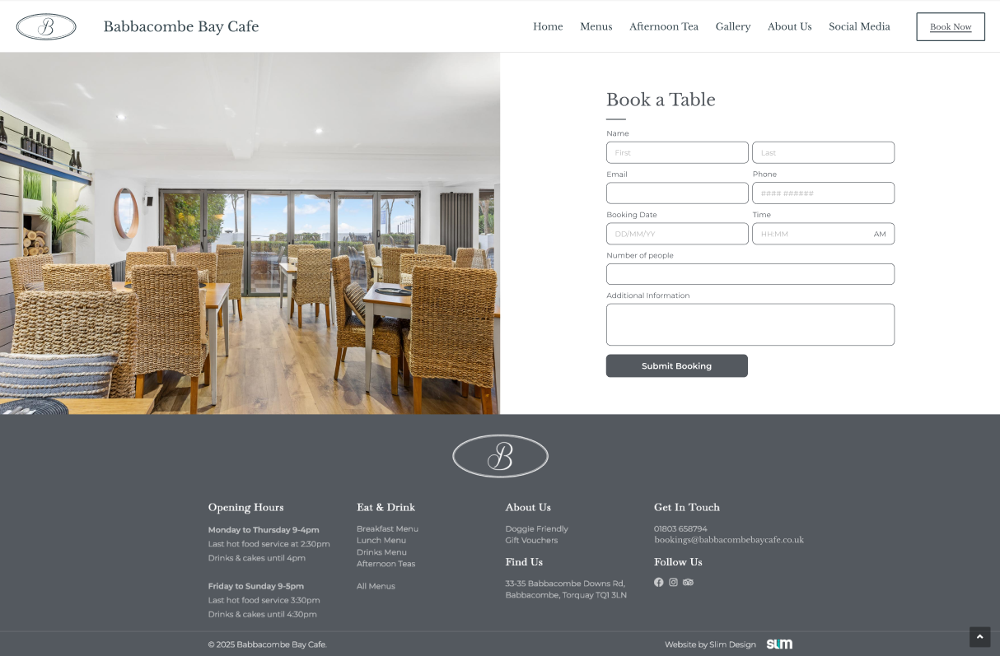 B
Babbacombe Bay Cafe
Home
Menus
Afternoon Tea
Gallery
About Us
Social Media
Book Now
Book a Table
Name
First
Last
Email
Phone
#### ######
Booking Date
Time
DD/MM/YY
HH:MM
AM
Number of people
Additional Information
Submit Booking
B
Opening Hours
Monday to Thursday 9-4pm
Last hot food service at 2:30pm
Drinks & cakes until 4pm
Friday to Sunday 9-5pm
Last hot food service 3:30pm
Drinks & cakes until 4:30pm
Eat & Drink
Breakfast Menu
Lunch Menu
Drinks Menu
Afternoon Teas
All Menus
About Us
Doggie Friendly
Gift Vouchers
Find Us
33-35 Babbacombe Downs Rd,
Babbacombe, Torquay TQ1 3LN
Get In Touch
01803 658794
bookings@babbacombebaycafe.co.uk
Follow Us
© 2025 Babbacombe Bay Cafe.
Website by Slim Design
slim